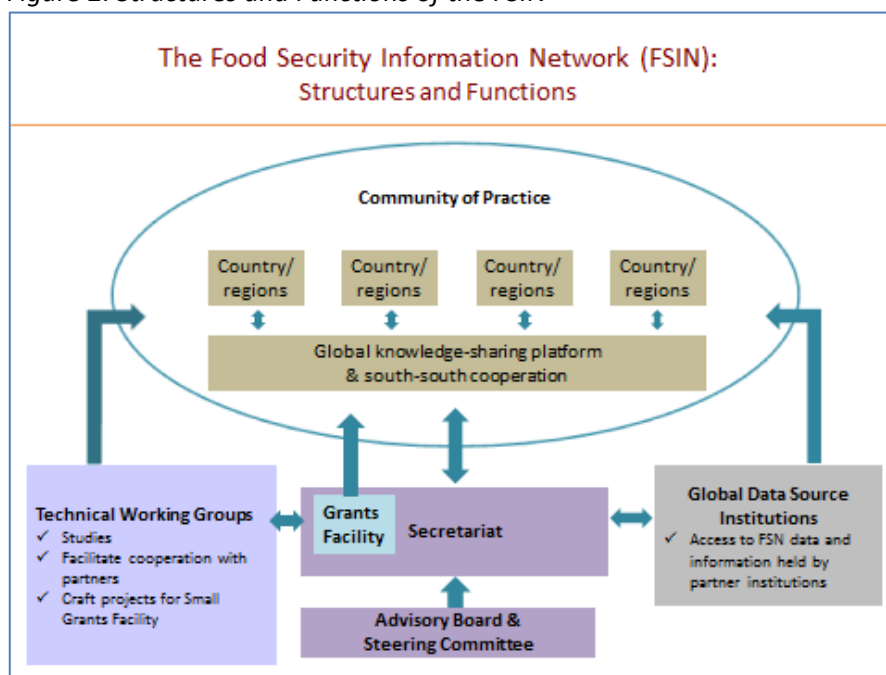 The Food Security Information Network (FSIN):
Structures and Functions
Community of Practice
Country/
regions
Country/
regions
Country/
regions
Country/
regions
Global knowledge-sharing platform
& south-south cooperation
Technical Working Groups
✓ Studies
✓ Facilitate cooperation with
partners
✓ Craft projects for Small
Grants Facility
Grants
Facility
Secretariat
Global Data Source
Institutions
✓ Access to FSN data and
information held by
partner institutions
Advisory Board &
Steering Committee